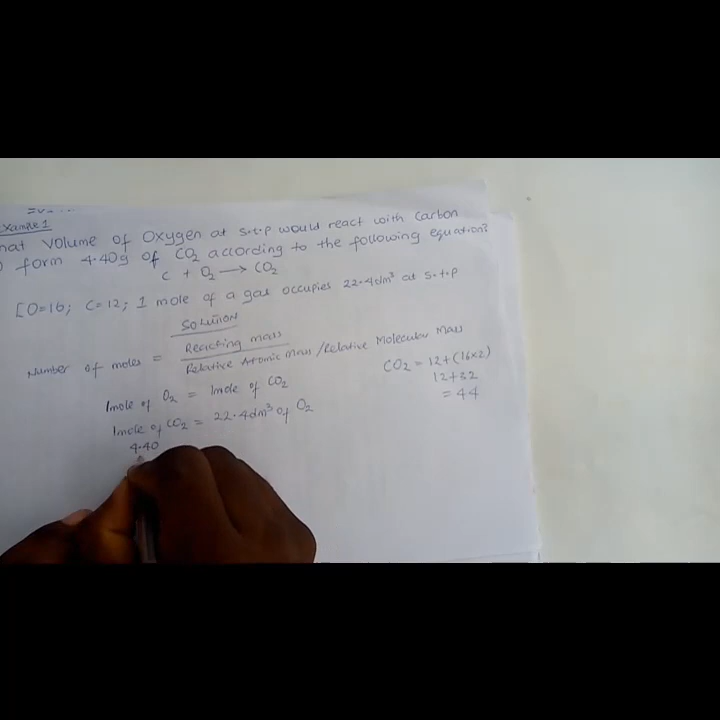 Example 1
hat Volume of Oxygen at s.t.p would react with Carbon
form 4.40g of CO2 according to the following equation?
C + O2 → CO2
[O=16; C=12; 1 mole of a gas occupies 22.4dm³ at s.t.p
SOLUTION
Number of moles = Reacting mass
Relative Atomic Mass /Relative Molecular Mass
CO2 = 12+(16×2)
12+32
= 44
1mole of O2 = 1mole of CO2
1mole of CO2 = 22.4dm³ of O2
4.40